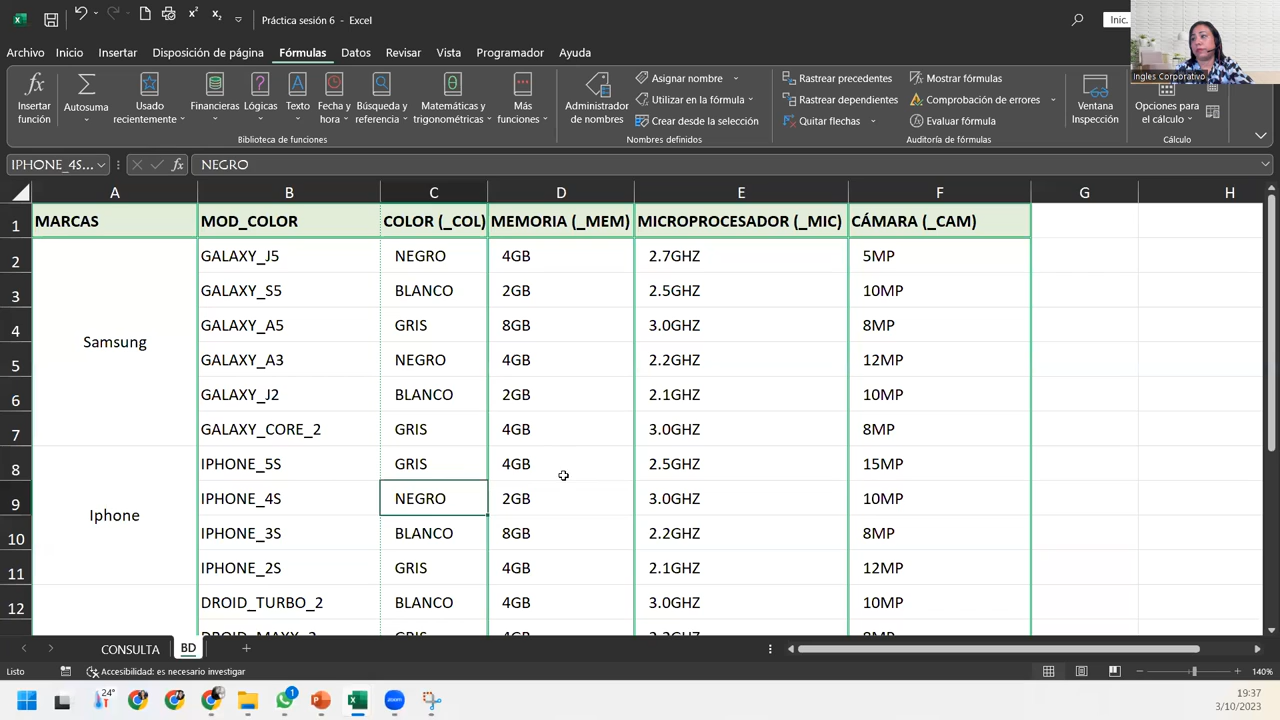 Práctica sesión 6 - Excel
Inic.
Archivo Inicio Insertar Disposición de página Fórmulas Datos Revisar Vista Programador Ayuda
Insertar función
Autosuma
Usado recientemente
Financieras
Lógicas
Texto
Fecha y hora
Búsqueda y referencia
Matemáticas y trigonométricas
Más funciones
Biblioteca de funciones
Administrador de nombres
Asignar nombre
Utilizar en la fórmula
Crear desde la selección
Nombres definidos
Rastrear precedentes
Rastrear dependientes
Quitar flechas
Mostrar fórmulas
Comprobación de errores
Evaluar fórmula
Auditoría de fórmulas
Ventana Inspección
Opciones para el cálculo
Cálculo
Ingles Corporativo
IPHONE_4S... fx NEGRO
A B C D E F G H
1 MARCAS MOD_COLOR COLOR (_COL) MEMORIA (_MEM) MICROPROCESADOR (_MIC) CÁMARA (_CAM)
2 GALAXY_J5 NEGRO 4GB 2.7GHZ 5MP
3 GALAXY_S5 BLANCO 2GB 2.5GHZ 10MP
4 GALAXY_A5 GRIS 8GB 3.0GHZ 8MP
Samsung
5 GALAXY_A3 NEGRO 4GB 2.2GHZ 12MP
6 GALAXY_J2 BLANCO 2GB 2.1GHZ 10MP
7 GALAXY_CORE_2 GRIS 4GB 3.0GHZ 8MP
8 IPHONE_5S GRIS 4GB 2.5GHZ 15MP
9 IPHONE_4S NEGRO 2GB 3.0GHZ 10MP
Iphone
10 IPHONE_3S BLANCO 8GB 2.2GHZ 8MP
11 IPHONE_2S GRIS 4GB 2.1GHZ 12MP
12 DROID_TURBO_2 BLANCO 4GB 3.0GHZ 10MP
CONSULTA BD
Listo Accesibilidad: es necesario investigar 140%
24° 1 zoom 19:37
3/10/2023